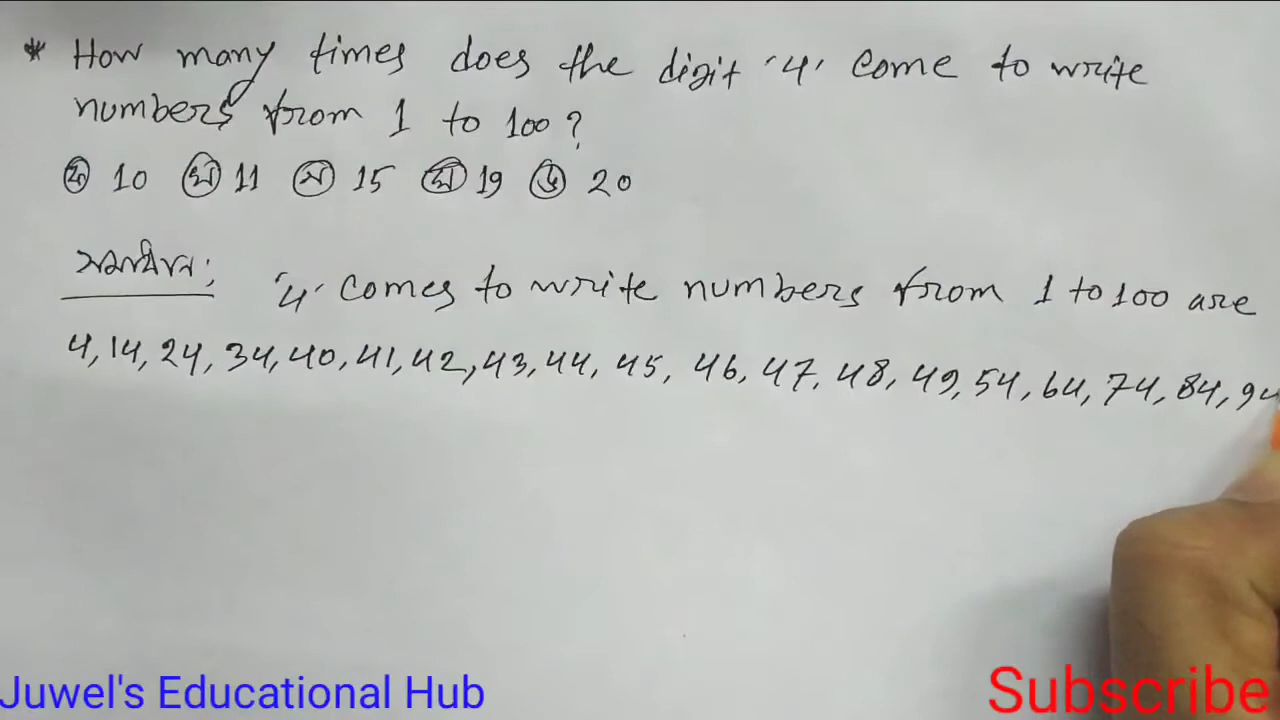 * How many times does the digit '4' come to write
numbers from 1 to 100?
ক 10 খ 11 গ 15 ঘ 19 ঙ 20
সমাধান:
'4' comes to write numbers from 1 to 100 are
4, 14, 24, 34, 40, 41, 42, 43, 44, 45, 46, 47, 48, 49, 54, 64, 74, 84, 94
Juwel's Educational Hub
Subscribe